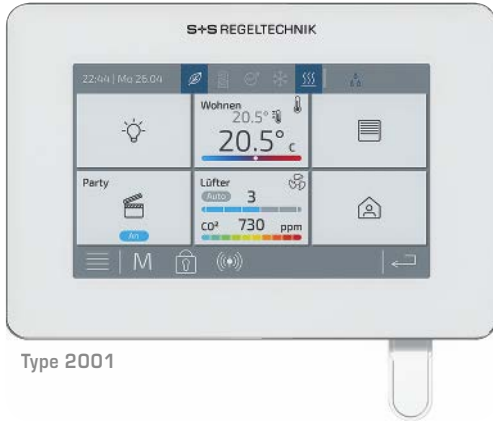 S+S REGELTECHNIK
22:44 | Mo 26.04
Wohnen
20.5°
20.5° c
Party
An
Lüfter
Auto 3
CO² 730 ppm
M
Type 2001